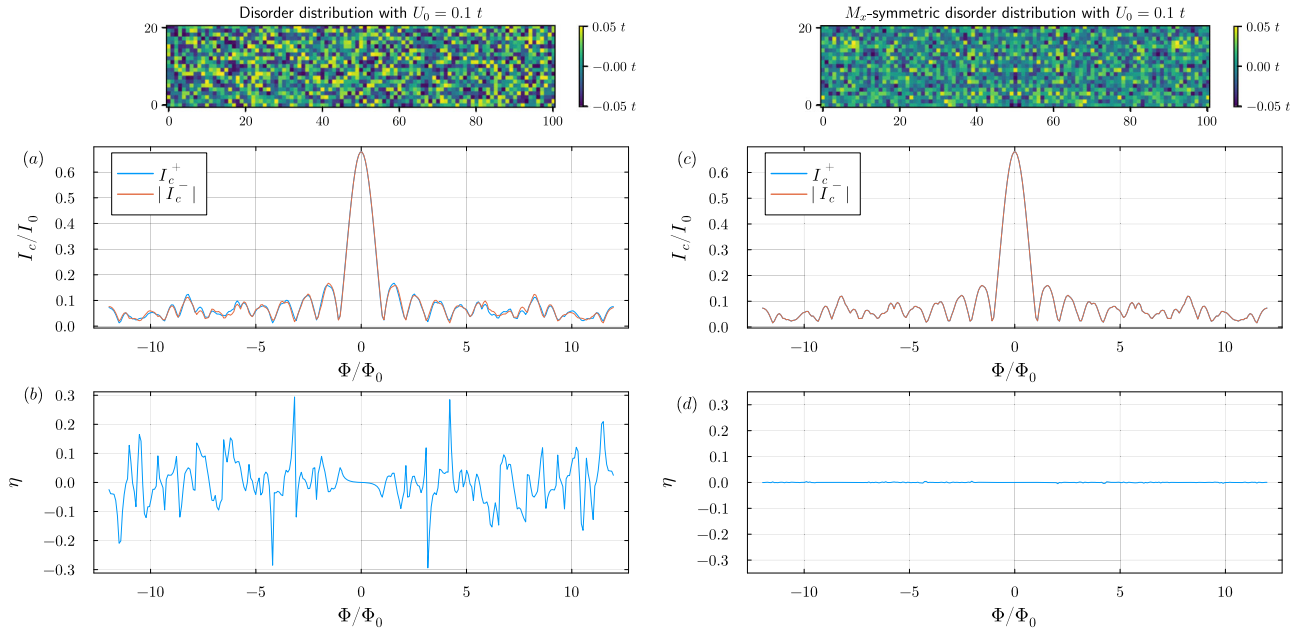 Disorder distribution with U₀ = 0.1 t
20
0
0 20 40 60 80 100
0.05 t
−0.00 t
−0.05 t
Mₓ-symmetric disorder distribution with U₀ = 0.1 t
20
0
0 20 40 60 80 100
0.05 t
−0.00 t
−0.05 t
(a)
I_c/I₀
0.6
0.5
0.4
0.3
0.2
0.1
0.0
I_c^+
|I_c^−|
−10 −5 0 5 10
Φ/Φ₀
(c)
I_c/I₀
0.6
0.5
0.4
0.3
0.2
0.1
0.0
I_c^+
|I_c^−|
−10 −5 0 5 10
Φ/Φ₀
(b)
η
0.3
0.2
0.1
0.0
−0.1
−0.2
−0.3
−10 −5 0 5 10
Φ/Φ₀
(d)
η
0.3
0.2
0.1
0.0
−0.1
−0.2
−0.3
−10 −5 0 5 10
Φ/Φ₀